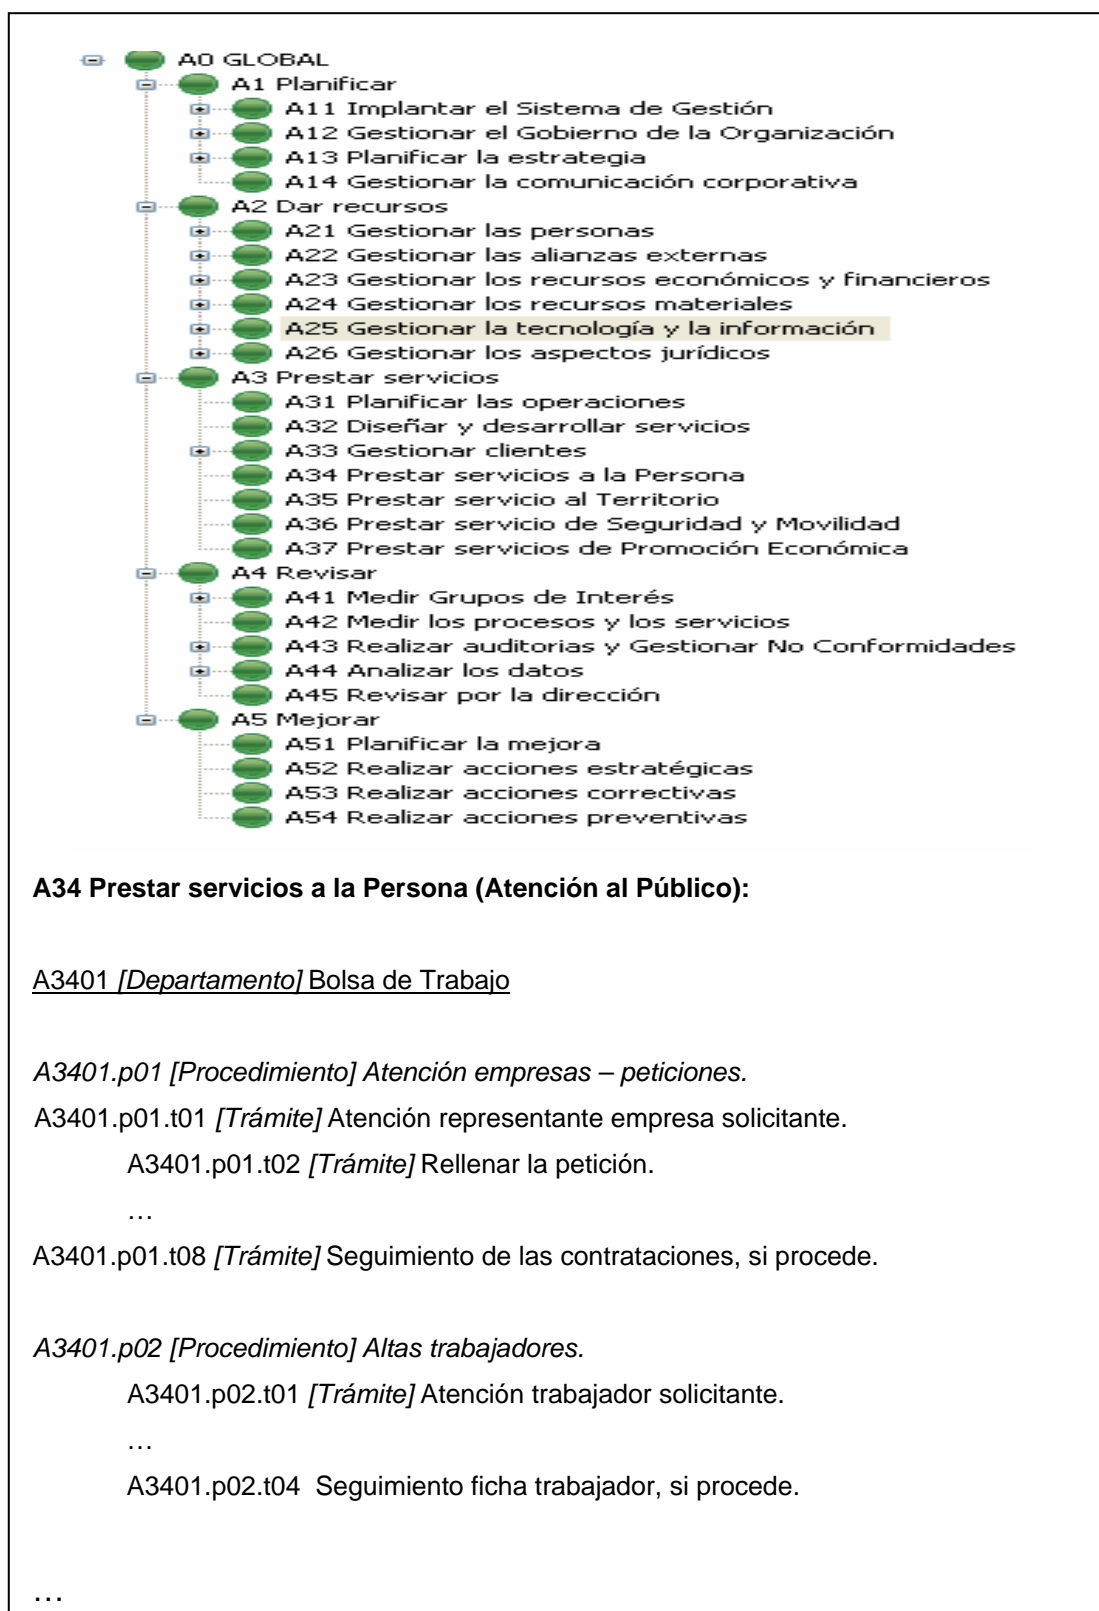 A0 GLOBAL
A1 Planificar
A11 Implantar el Sistema de Gestión
A12 Gestionar el Gobierno de la Organización
A13 Planificar la estrategia
A14 Gestionar la comunicación corporativa
A2 Dar recursos
A21 Gestionar las personas
A22 Gestionar las alianzas externas
A23 Gestionar los recursos económicos y financieros
A24 Gestionar los recursos materiales
A25 Gestionar la tecnología y la información
A26 Gestionar los aspectos jurídicos
A3 Prestar servicios
A31 Planificar las operaciones
A32 Diseñar y desarrollar servicios
A33 Gestionar clientes
A34 Prestar servicios a la Persona
A35 Prestar servicio al Territorio
A36 Prestar servicio de Seguridad y Movilidad
A37 Prestar servicios de Promoción Económica
A4 Revisar
A41 Medir Grupos de Interés
A42 Medir los procesos y los servicios
A43 Realizar auditorias y Gestionar No Conformidades
A44 Analizar los datos
A45 Revisar por la dirección
A5 Mejorar
A51 Planificar la mejora
A52 Realizar acciones estratégicas
A53 Realizar acciones correctivas
A54 Realizar acciones preventivas
A34 Prestar servicios a la Persona (Atención al Público):
A3401 [Departamento] Bolsa de Trabajo
A3401.p01 [Procedimiento] Atención empresas – peticiones.
A3401.p01.t01 [Trámite] Atención representante empresa solicitante.
A3401.p01.t02 [Trámite] Rellenar la petición.
…
A3401.p01.t08 [Trámite] Seguimiento de las contrataciones, si procede.
A3401.p02 [Procedimiento] Altas trabajadores.
A3401.p02.t01 [Trámite] Atención trabajador solicitante.
…
A3401.p02.t04  Seguimiento ficha trabajador, si procede.
…